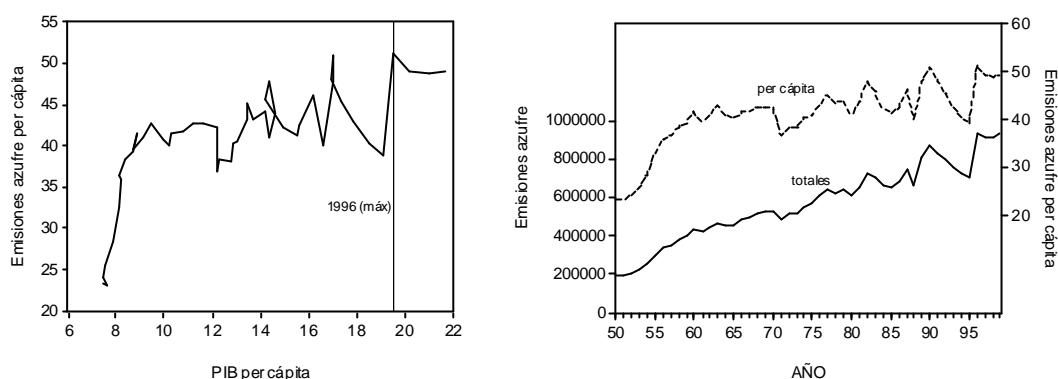 55
50
45
40
35
30
25
20
Emisiones azufre per cápita
1996 (máx)
6 8 10 12 14 16 18 20 22
PIB per cápita
1000000
800000
600000
400000
200000
0
Emisiones azufre
per cápita
totales
60
50
40
30
20
Emisiones azufre per cápita
50 55 60 65 70 75 80 85 90 95
AÑO